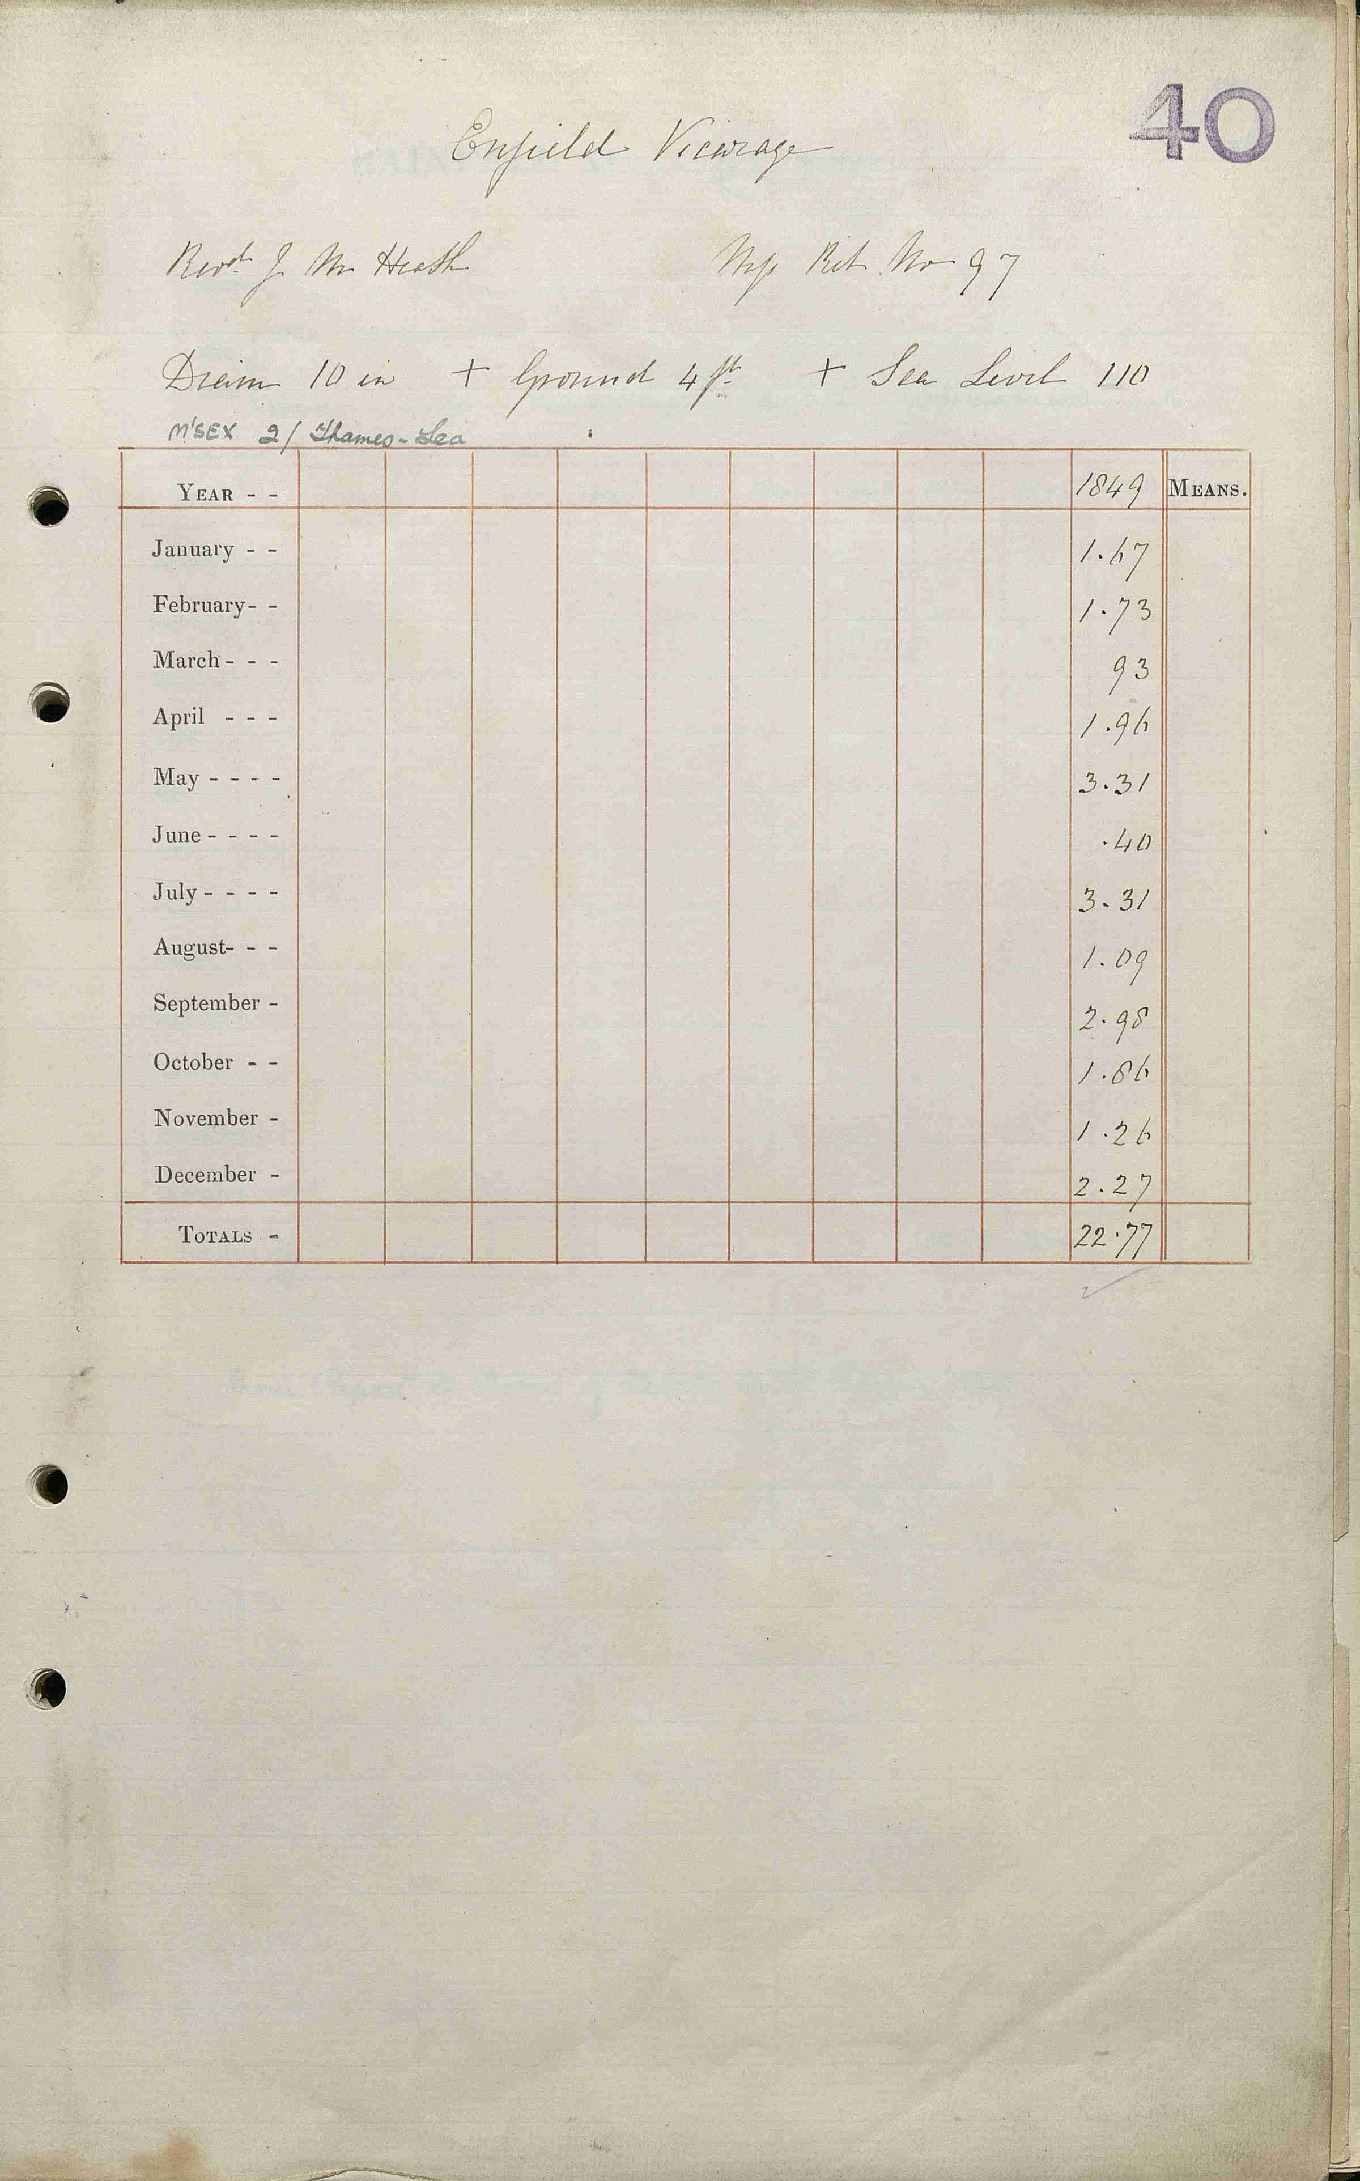 40
Enfield Vicarage
Revd. J M Heath Ret No 97
Diam 10 in + Ground 4 ft + Sea Level 110
M'SEX 2/ Thames-Lea
YEAR - - 1849 MEANS.
January - - 1.67
February - - 1.73
March - - - 93
April - - - 1.96
May - - - - 3.31
June - - - - .40
July - - - - 3.31
August - - - 1.09
September - 2.98
October - - 1.86
November - 1.26
December - 2.27
TOTALS - 22.77